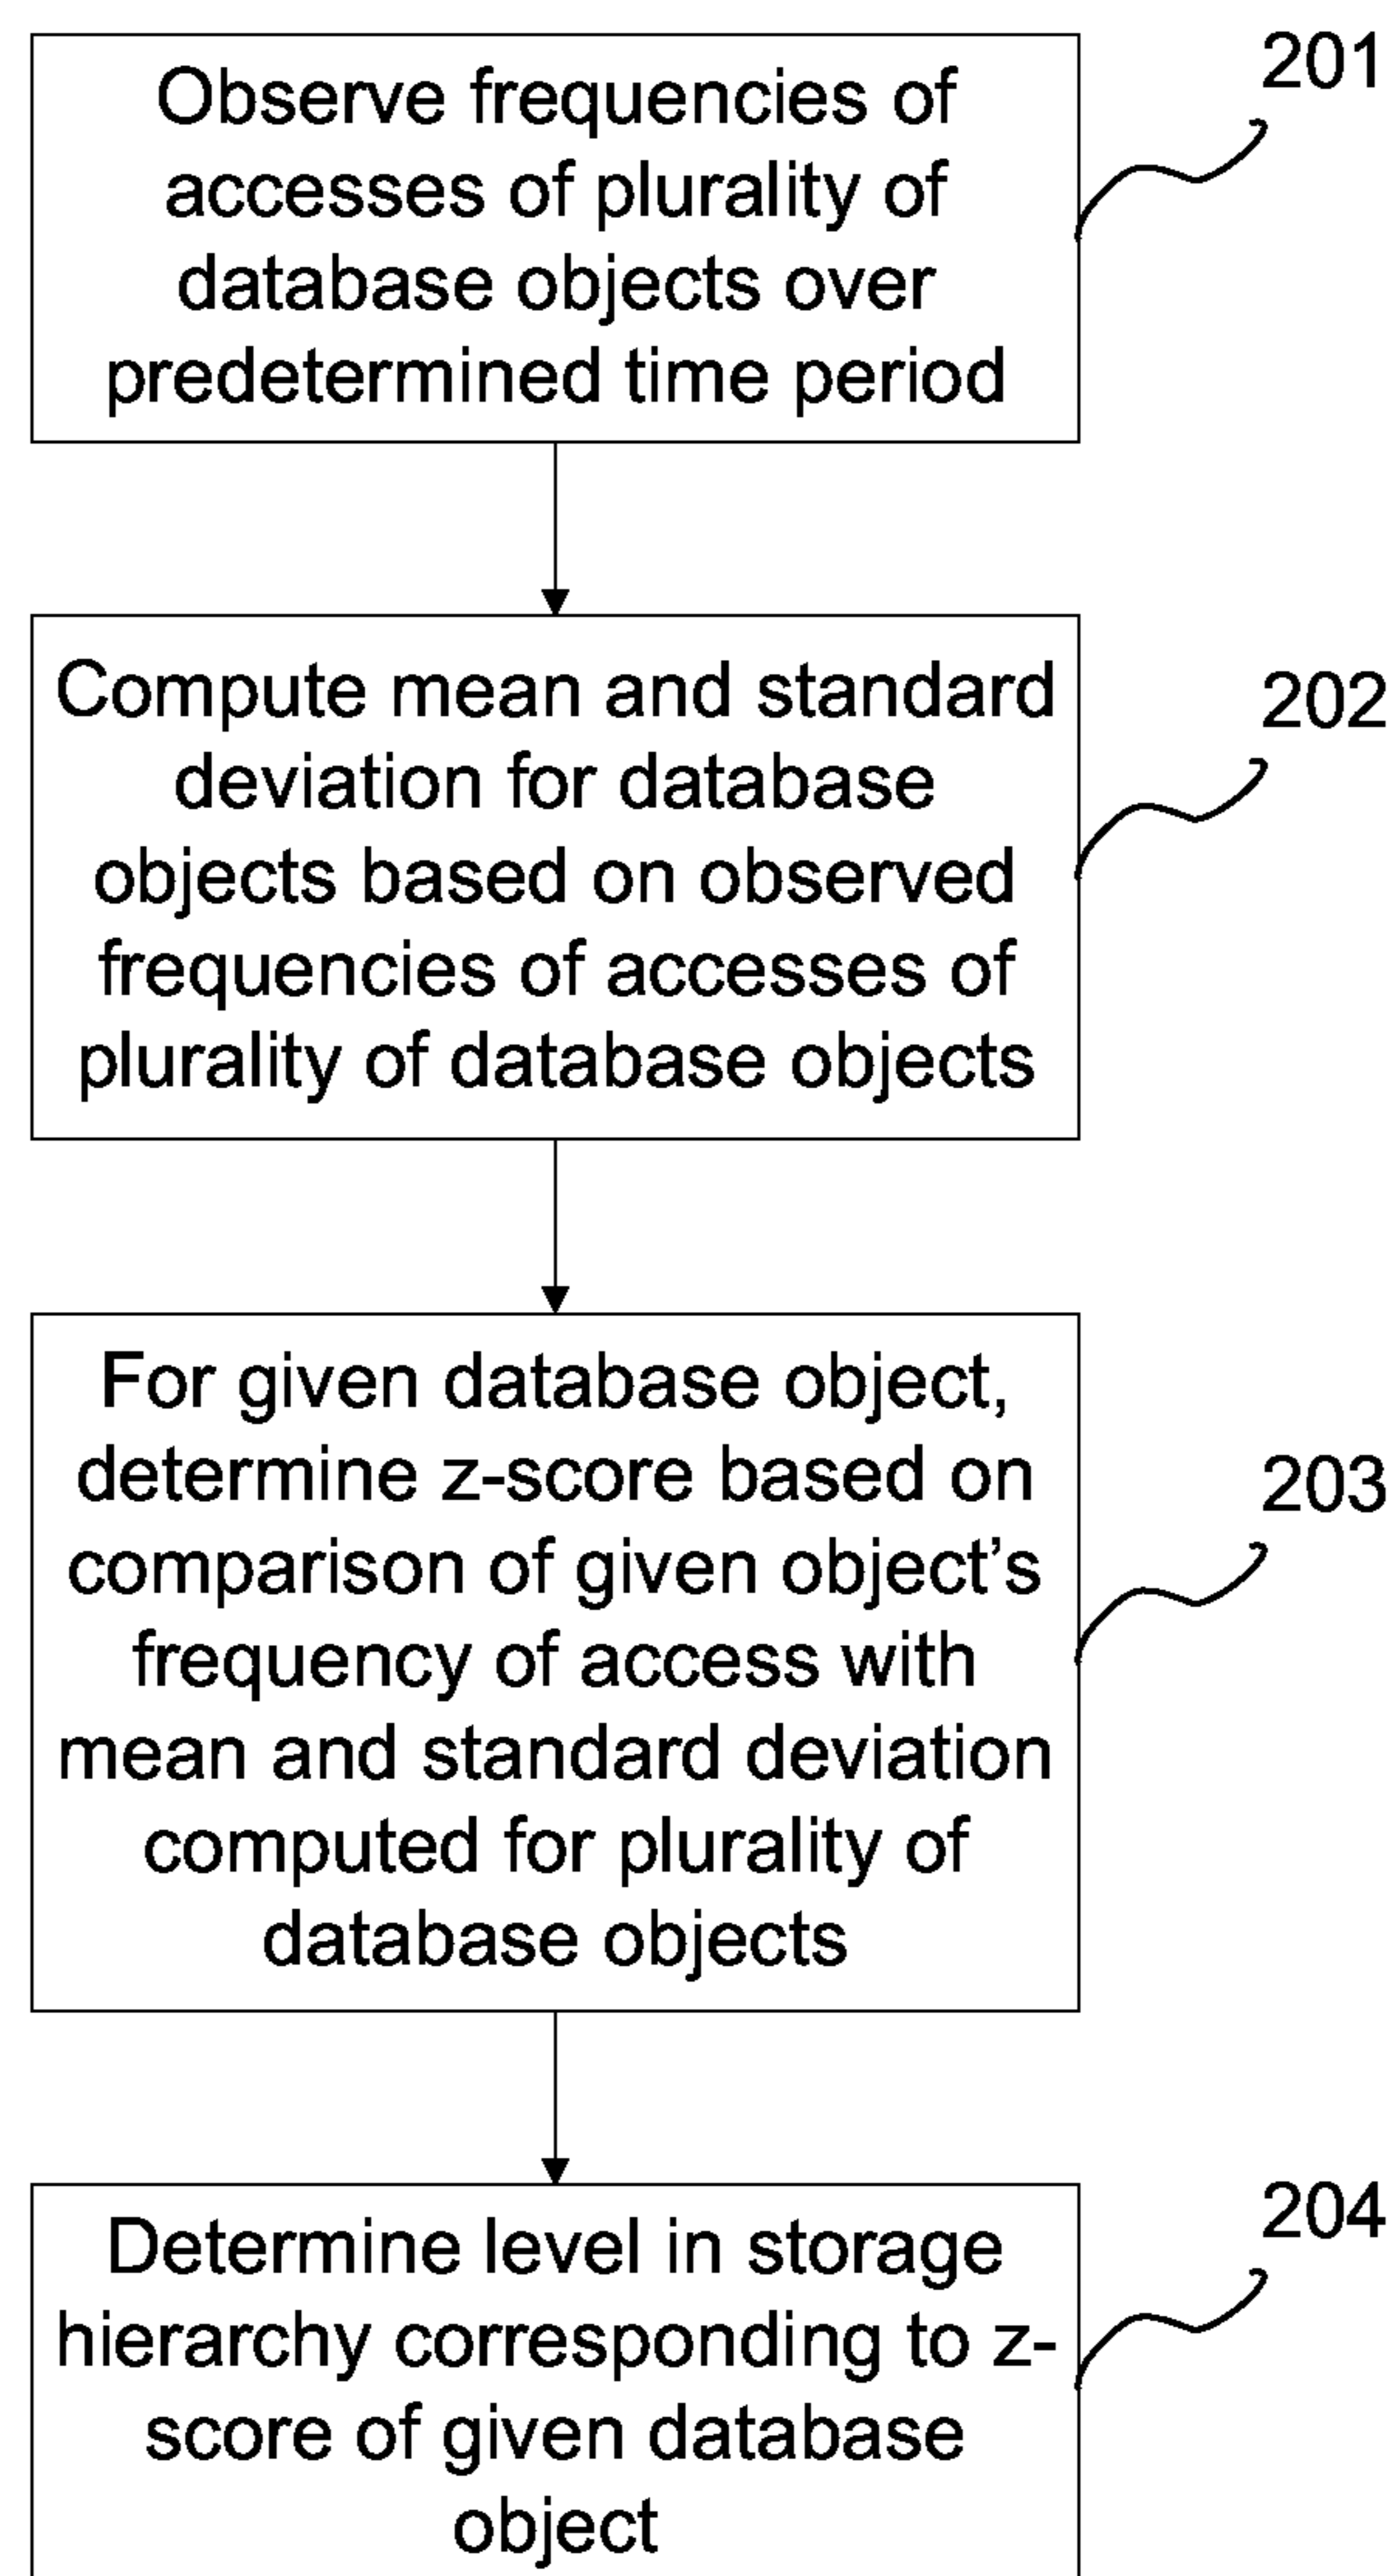 Observe frequencies of
accesses of plurality of
database objects over
predetermined time period
201
Compute mean and standard
deviation for database
objects based on observed
frequencies of accesses of
plurality of database objects
202
For given database object,
determine z-score based on
comparison of given object's
frequency of access with
mean and standard deviation
computed for plurality of
database objects
203
Determine level in storage
hierarchy corresponding to z-
score of given database
object
204